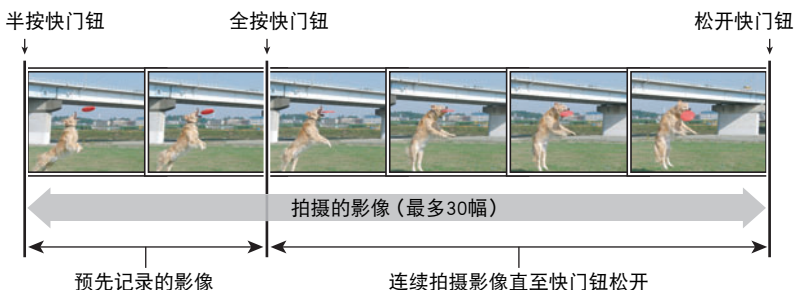 半按快门钮 全按快门钮 松开快门钮
拍摄的影像（最多30幅）
预先记录的影像 连续拍摄影像直至快门钮松开